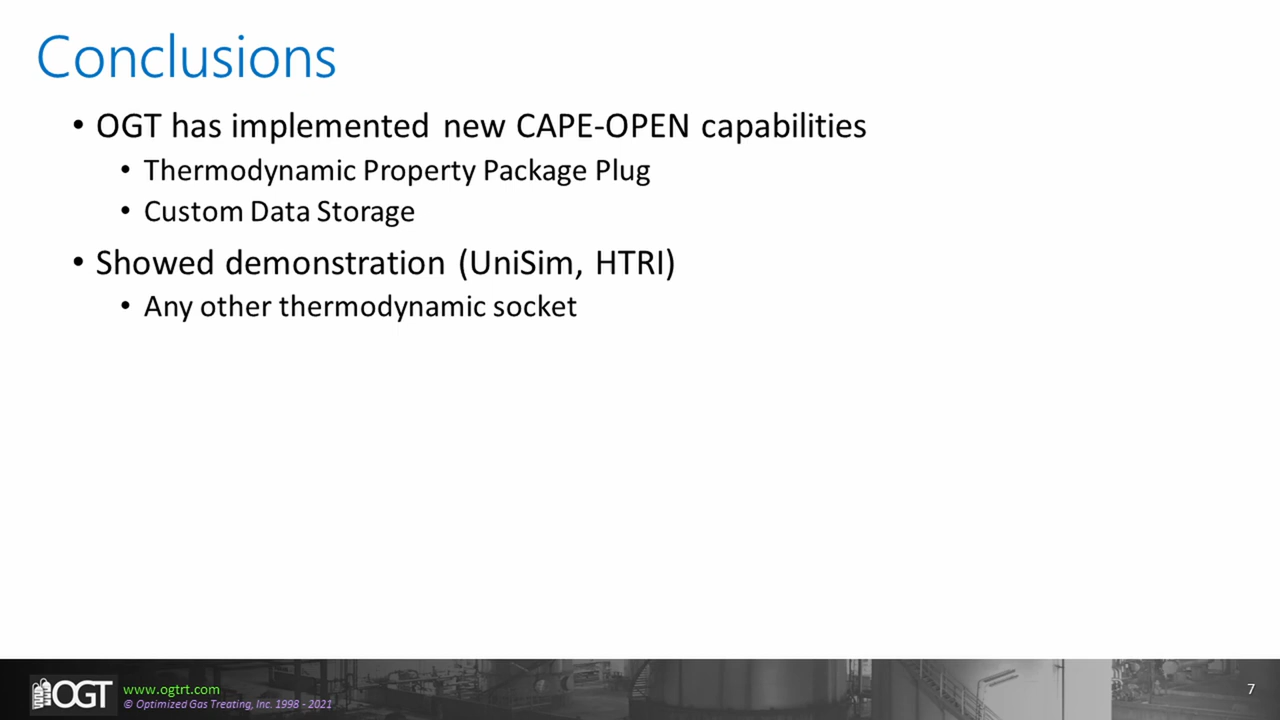 Conclusions
• OGT has implemented new CAPE-OPEN capabilities
• Thermodynamic Property Package Plug
• Custom Data Storage
• Showed demonstration (UniSim, HTRI)
• Any other thermodynamic socket
OGT
www.ogtrt.com
© Optimized Gas Treating, Inc. 1998 - 2021
7